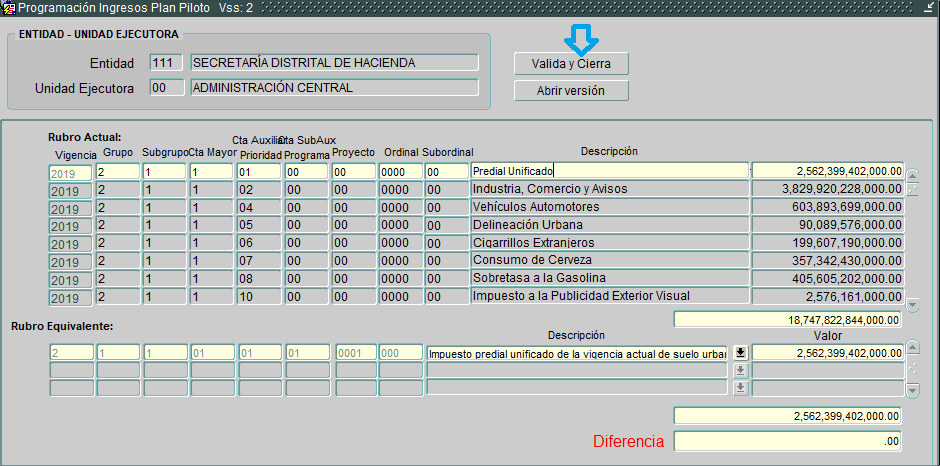 Programación Ingresos Plan Piloto Vss: 2
ENTIDAD - UNIDAD EJECUTORA
Entidad 111 SECRETARÍA DISTRITAL DE HACIENDA
Unidad Ejecutora 00 ADMINISTRACIÓN CENTRAL
Valida y Cierra
Abrir versión
Rubro Actual:
Vigencia Grupo Subgrupo Cta Mayor Cta Auxiliar Prioridad Cta SubAux Programa Proyecto Ordinal Subordinal Descripción
2019 2 1 1 01 00 00 0000 00 Predial Unificado 2,562,399,402,000.00
2019 2 1 1 02 00 00 0000 00 Industria, Comercio y Avisos 3,829,920,228,000.00
2019 2 1 1 04 00 00 0000 00 Vehículos Automotores 603,893,699,000.00
2019 2 1 1 05 00 00 0000 00 Delineación Urbana 90,089,576,000.00
2019 2 1 1 06 00 00 0000 00 Cigarrillos Extranjeros 199,607,190,000.00
2019 2 1 1 07 00 00 0000 00 Consumo de Cerveza 357,342,430,000.00
2019 2 1 1 08 00 00 0000 00 Sobretasa a la Gasolina 405,605,202,000.00
2019 2 1 1 10 00 00 0000 00 Impuesto a la Publicidad Exterior Visual 2,576,161,000.00
18,747,822,844,000.00
Rubro Equivalente:
Descripción Valor
2 1 1 01 01 01 0001 000 Impuesto predial unificado de la vigencia actual de suelo urbar 2,562,399,402,000.00
2,562,399,402,000.00
Diferencia .00